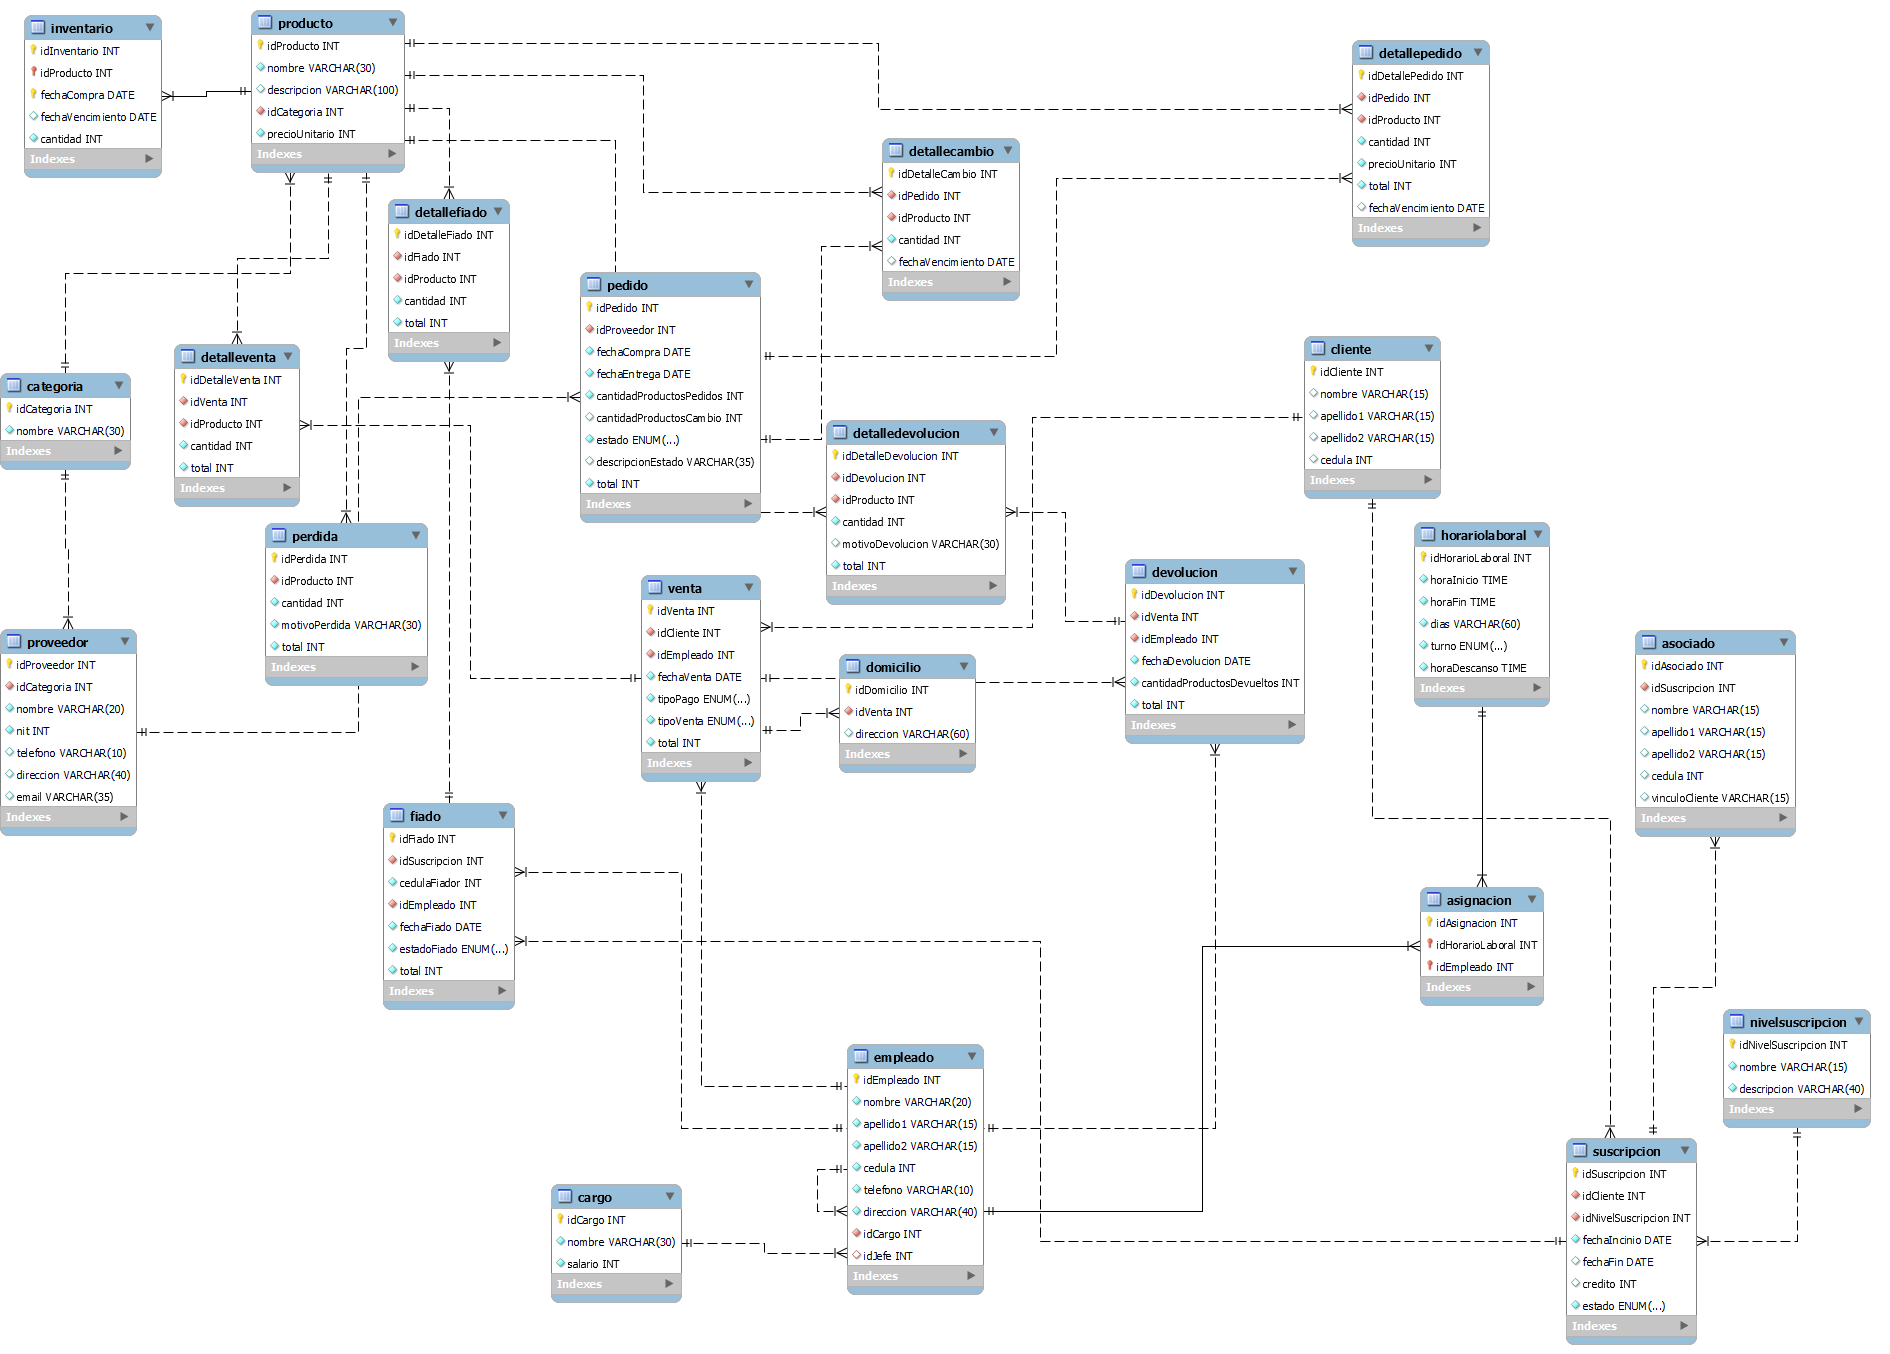 inventario
idInventario INT
idProducto INT
fechaCompra DATE
fechaVencimiento DATE
cantidad INT
Indexes
producto
idProducto INT
nombre VARCHAR(30)
descripcion VARCHAR(100)
idCategoria INT
precioUnitario INT
Indexes
detallepedido
idDetallePedido INT
idPedido INT
idProducto INT
cantidad INT
precioUnitario INT
total INT
fechaVencimiento DATE
Indexes
detallecambio
idDetalleCambio INT
idPedido INT
idProducto INT
cantidad INT
fechaVencimiento DATE
Indexes
detallefiado
idDetalleFiado INT
idFiado INT
idProducto INT
cantidad INT
total INT
Indexes
pedido
idPedido INT
idProveedor INT
fechaCompra DATE
fechaEntrega DATE
cantidadProductosPedidos INT
cantidadProductosCambio INT
estado ENUM(...)
descripcionEstado VARCHAR(35)
total INT
Indexes
cliente
idCliente INT
nombre VARCHAR(15)
apellido1 VARCHAR(15)
apellido2 VARCHAR(15)
cedula INT
Indexes
detalleventa
idDetalleVenta INT
idVenta INT
idProducto INT
cantidad INT
total INT
Indexes
categoria
idCategoria INT
nombre VARCHAR(30)
Indexes
detalledevolucion
idDetalleDevolucion INT
idDevolucion INT
idProducto INT
cantidad INT
motivoDevolucion VARCHAR(30)
total INT
Indexes
perdida
idPerdida INT
idProducto INT
cantidad INT
motivoPerdida VARCHAR(30)
total INT
Indexes
horariolaboral
idHorarioLaboral INT
horaInicio TIME
horaFin TIME
dias VARCHAR(60)
turno ENUM(...)
horaDescanso TIME
Indexes
devolucion
idDevolucion INT
idVenta INT
idEmpleado INT
fechaDevolucion DATE
cantidadProductosDevueltos INT
total INT
Indexes
venta
idVenta INT
idCliente INT
idEmpleado INT
fechaVenta DATE
tipoPago ENUM(...)
tipoVenta ENUM(...)
total INT
Indexes
proveedor
idProveedor INT
idCategoria INT
nombre VARCHAR(20)
nit INT
telefono VARCHAR(10)
direccion VARCHAR(40)
email VARCHAR(35)
Indexes
asociado
idAsociado INT
idSuscripcion INT
nombre VARCHAR(15)
apellido1 VARCHAR(15)
apellido2 VARCHAR(15)
cedula INT
vinculoCliente VARCHAR(15)
Indexes
domicilio
idDomicilio INT
idVenta INT
direccion VARCHAR(60)
Indexes
fiado
idFiado INT
idSuscripcion INT
cedulaFiador INT
idEmpleado INT
fechaFiado DATE
estadoFiado ENUM(...)
total INT
Indexes
asignacion
idAsignacion INT
idHorarioLaboral INT
idEmpleado INT
Indexes
nivelsuscripcion
idNivelSuscripcion INT
nombre VARCHAR(15)
descripcion VARCHAR(40)
Indexes
empleado
idEmpleado INT
nombre VARCHAR(20)
apellido1 VARCHAR(15)
apellido2 VARCHAR(15)
cedula INT
telefono VARCHAR(10)
direccion VARCHAR(40)
idCargo INT
idJefe INT
Indexes
suscripcion
idSuscripcion INT
idCliente INT
idNivelSuscripcion INT
fechaIncinio DATE
fechaFin DATE
credito INT
estado ENUM(...)
Indexes
cargo
idCargo INT
nombre VARCHAR(30)
salario INT
Indexes